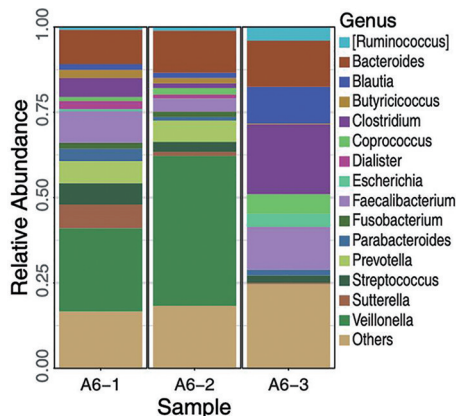 Genus
[Ruminococcus]
Bacteroides
Blautia
Butyricicoccus
Clostridium
Coprococcus
Dialister
Escherichia
Faecalibacterium
Fusobacterium
Parabacteroides
Prevotella
Streptococcus
Sutterella
Veillonella
Others
Relative Abundance
1.00
0.75
0.50
0.25
0.00
A6-1
A6-2
A6-3
Sample